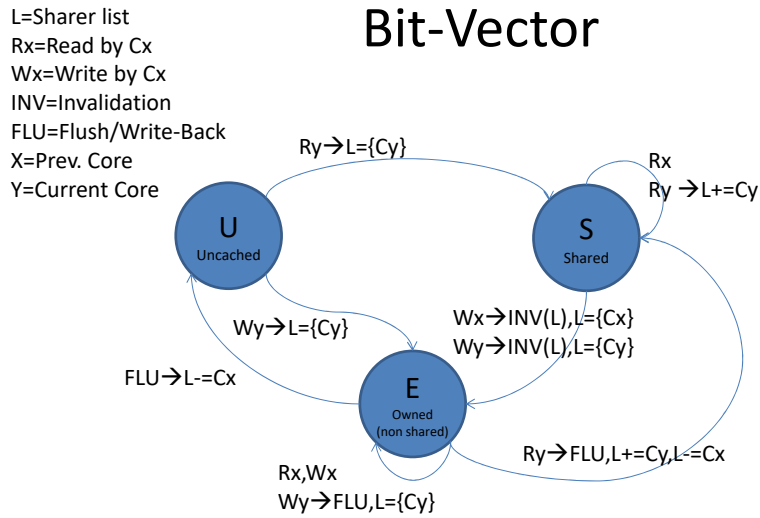 Bit-Vector
L=Sharer list
Rx=Read by Cx
Wx=Write by Cx
INV=Invalidation
FLU=Flush/Write-Back
X=Prev. Core
Y=Current Core
Ry→L={Cy}
Rx
Ry →L+=Cy
U
Uncached
S
Shared
Wy→L={Cy}
Wx→INV(L),L={Cx}
Wy→INV(L),L={Cy}
FLU→L-=Cx
E
Owned
(non shared)
Ry→FLU,L+=Cy,L-=Cx
Rx,Wx
Wy→FLU,L={Cy}